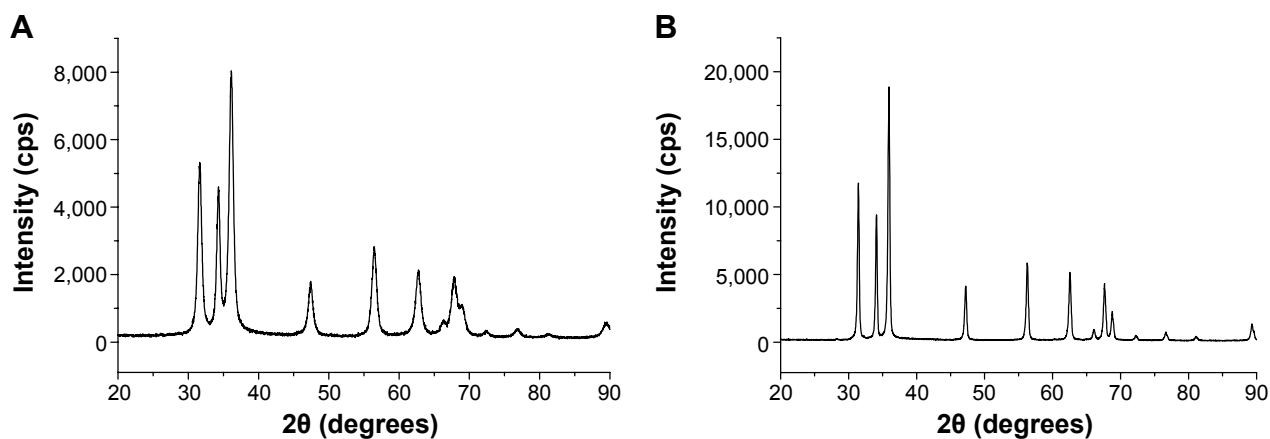 A
Intensity (cps)
8,000
6,000
4,000
2,000
0
20 30 40 50 60 70 80 90
2θ (degrees)
B
Intensity (cps)
20,000
15,000
10,000
5,000
0
20 30 40 50 60 70 80 90
2θ (degrees)